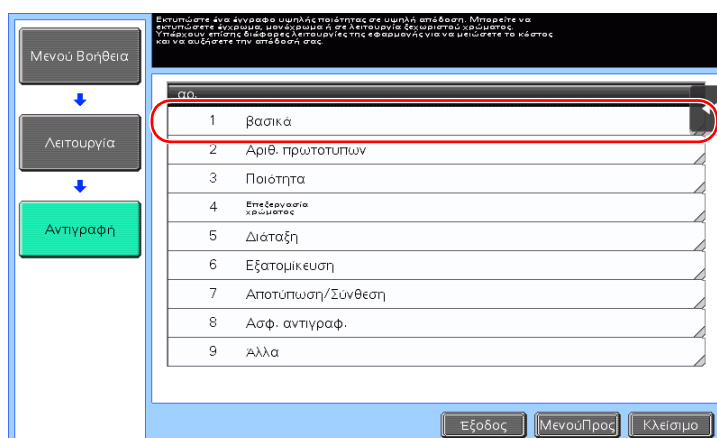 Εκτυπώστε ένα έγγραφο υψηλής ποιότητας σε υψηλή απόδοση. Μπορείτε να
εκτυπώσετε έγχρωμα, μονόχρωμα ή σε λειτουργία ξεχωριστού χρώματος.
Υπάρχουν επίσης διάφορες λειτουργίες της εφαρμογής για να μειώσετε το κόστος
και να αυξήσετε την απόδοσή σας.
Μενού Βοήθεια
Λειτουργία
Αντιγραφή
αρ.
1 βασικά
2 Αριθ. πρωτοτυπων
3 Ποιότητα
4 Επεξεργασία
χρώματος
5 Διάταξη
6 Εξατομίκευση
7 Αποτύπωση/Σύνθεση
8 Ασφ. αντιγραφ.
9 Άλλα
Έξοδος ΜενούΠρος Κλείσιμο